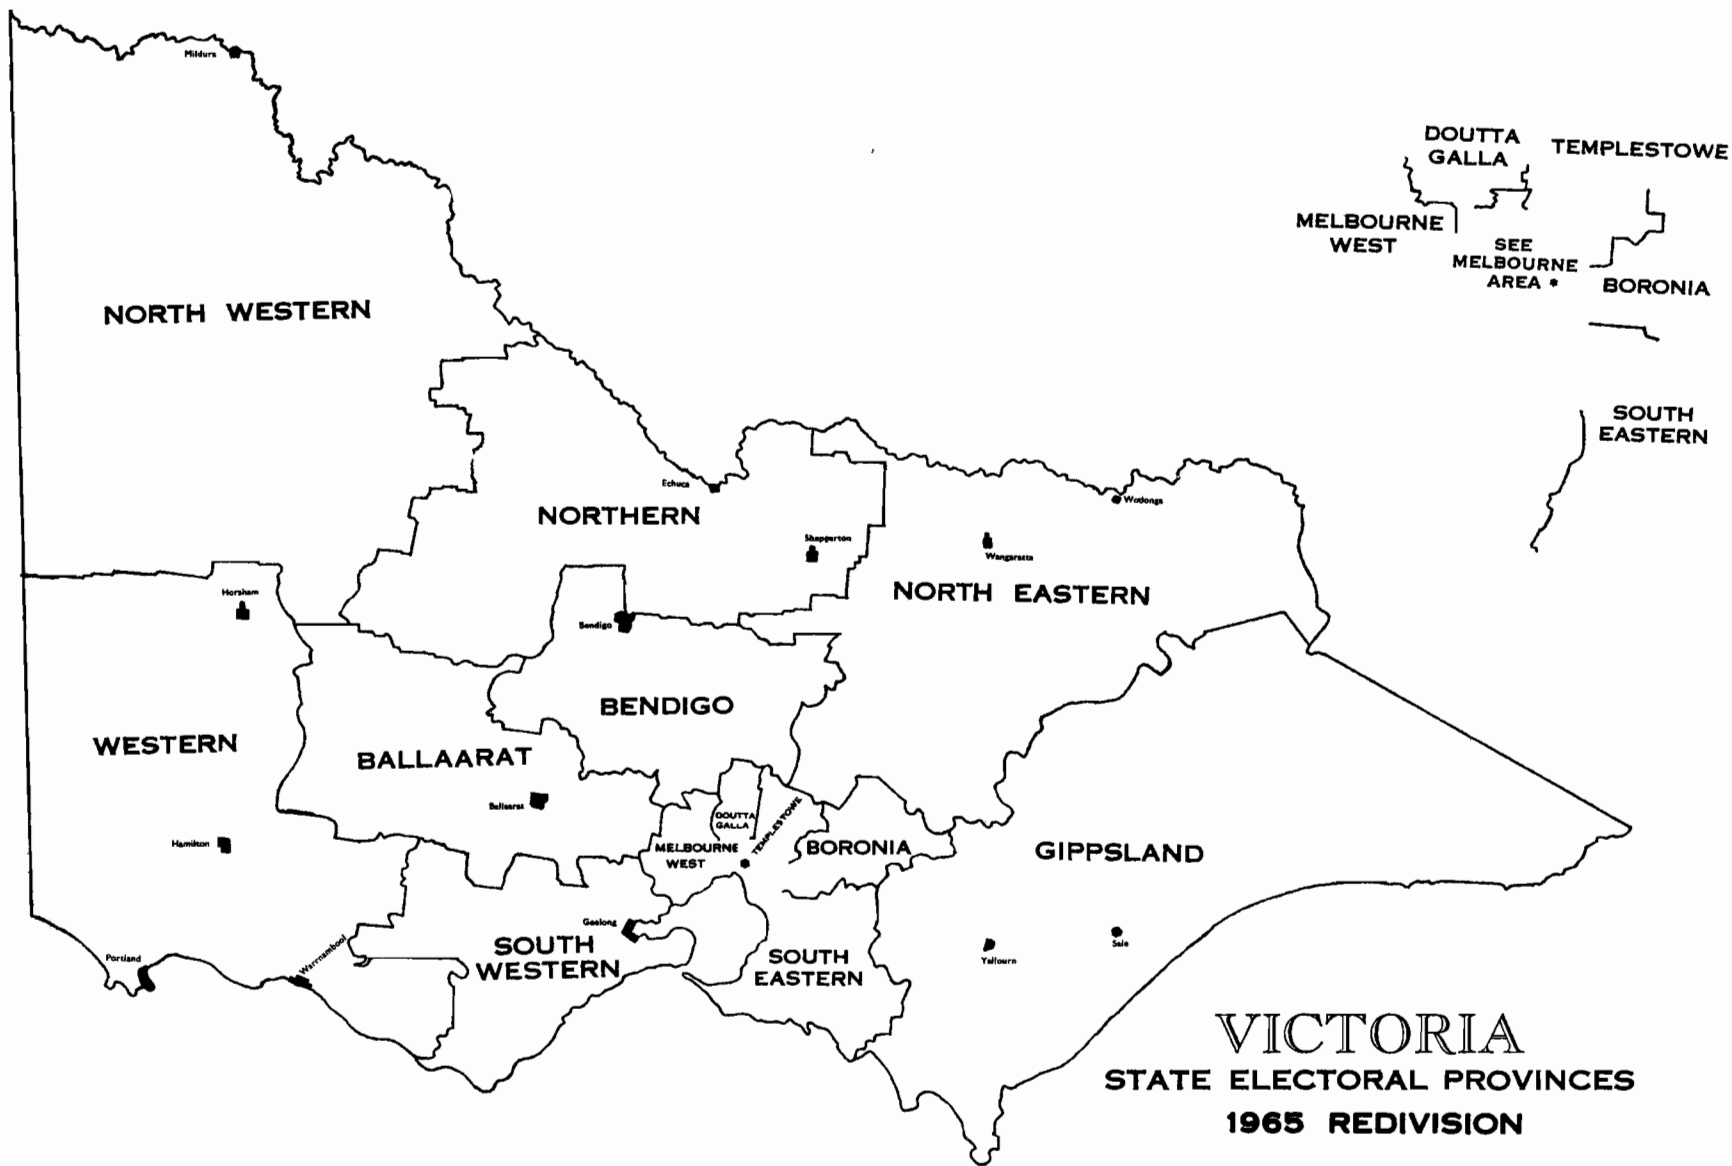 Mildura
DOUTTA
GALLA
TEMPLESTOWE
MELBOURNE
WEST
SEE
MELBOURNE
AREA *
BORONIA
NORTH WESTERN
SOUTH
EASTERN
Echuca
Wodonga
NORTHERN
Shepparton
Wangaratta
Horsham
NORTH EASTERN
Bendigo
BENDIGO
WESTERN
BALLAARAT
Ballaarat
DOUTTA
GALLA
TEMPLESTOWE
Hamilton
MELBOURNE
WEST
BORONIA
GIPPSLAND
Geelong
Sale
Warrnambool
SOUTH
WESTERN
Portland
SOUTH
EASTERN
Yallourn
VICTORIA
STATE ELECTORAL PROVINCES
1965 REDIVISION